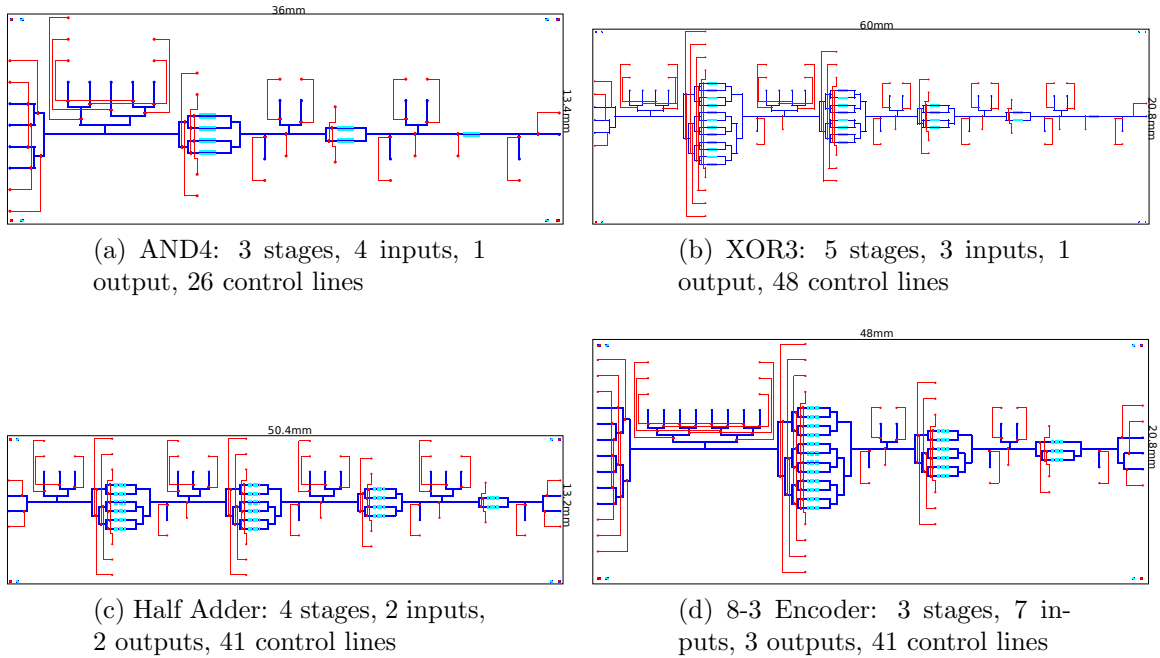 36mm
13.4mm
(a) AND4: 3 stages, 4 inputs, 1
output, 26 control lines
60mm
20.8mm
(b) XOR3: 5 stages, 3 inputs, 1
output, 48 control lines
50.4mm
13.2mm
(c) Half Adder: 4 stages, 2 inputs,
2 outputs, 41 control lines
48mm
20.8mm
(d) 8-3 Encoder: 3 stages, 7 in-
puts, 3 outputs, 41 control lines